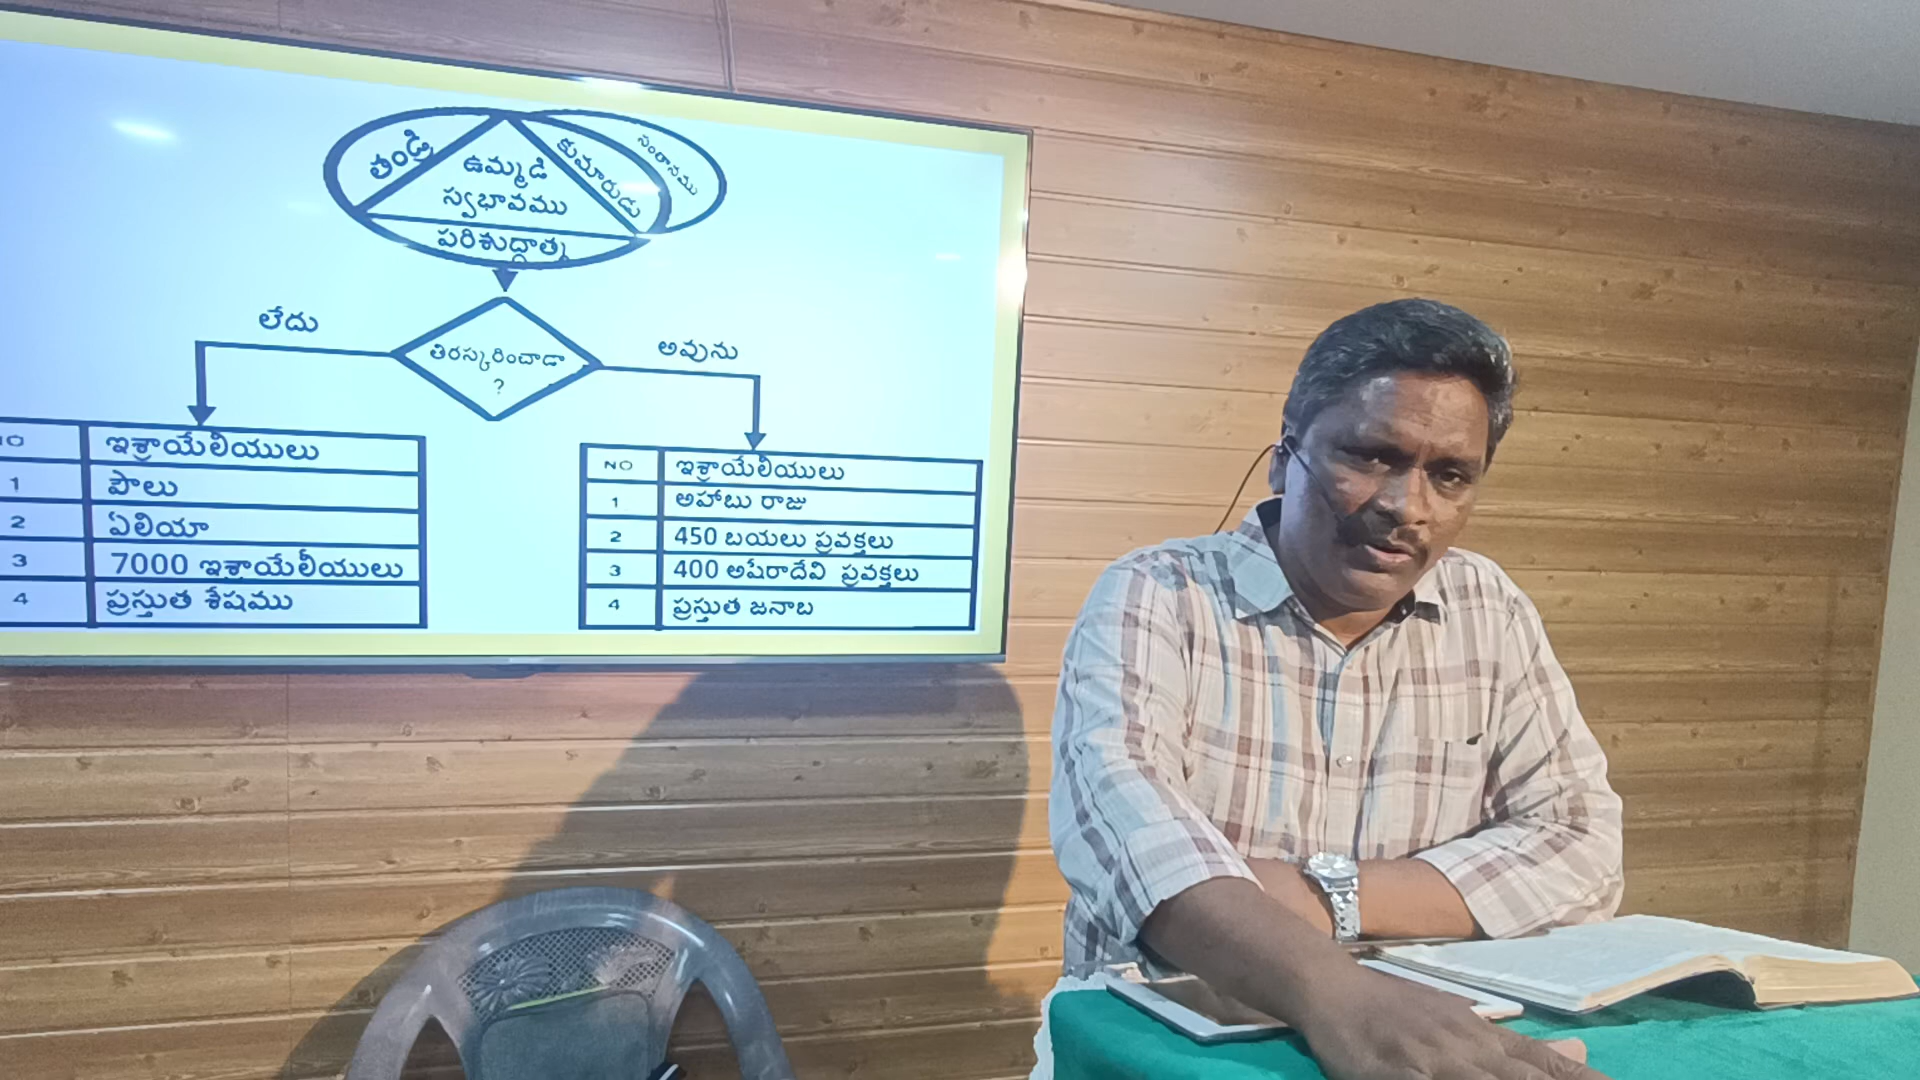 తండ్రి
ఉమ్మడి
స్వభావము
కుమారుడు
సంతానము
పరిశుద్ధాత్మ
తిరస్కరించాడా
?
లేదు
అవును
ఇశ్రాయేలీయులు
1 పౌలు
2 ఏలియా
3 7000 ఇశ్రాయేలీయులు
4 ప్రస్తుత శేషము
NO ఇశ్రాయేలీయులు
1 అహాబు రాజు
2 450 బయలు ప్రవక్తలు
3 400 అషేరాదేవి ప్రవక్తలు
4 ప్రస్తుత జనాబ